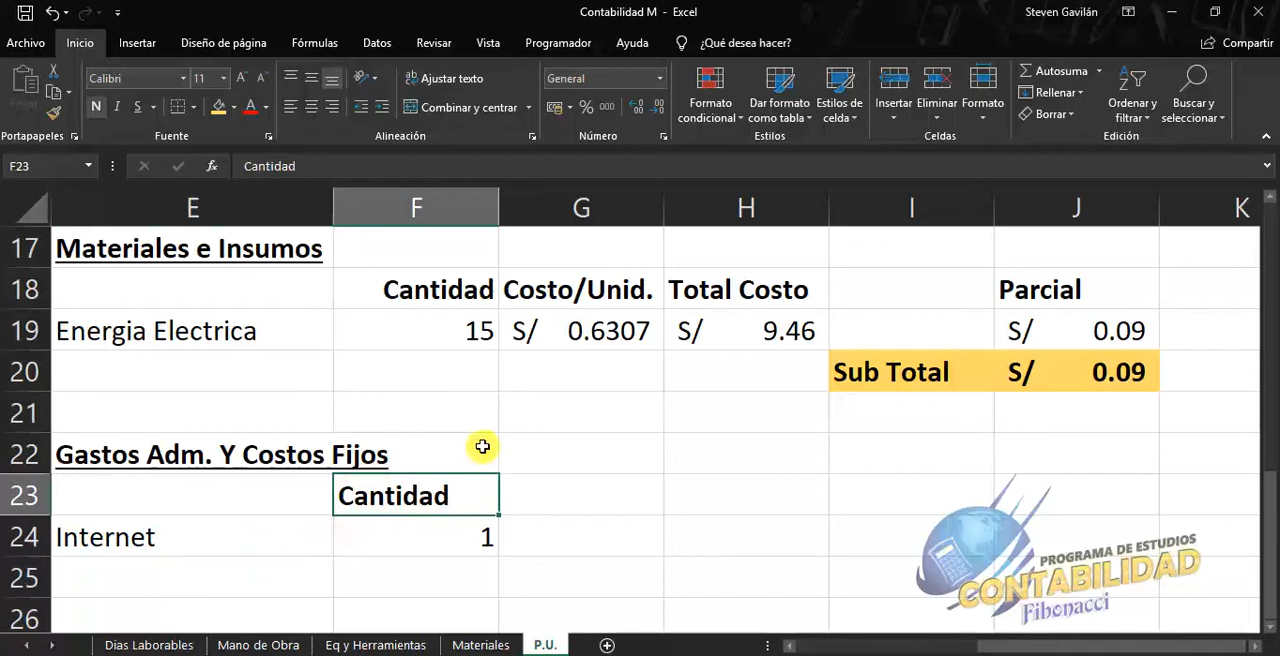 Contabilidad M - Excel
Steven Gavilán
Archivo Inicio Insertar Diseño de página Fórmulas Datos Revisar Vista Programador Ayuda ¿Qué desea hacer? Compartir
Calibri 11 Ajustar texto General Formato condicional Dar formato como tabla Estilos de celda Insertar Eliminar Formato Autosuma Rellenar Borrar Ordenar y filtrar Buscar y seleccionar
N K S Combinar y centrar % 000
Portapapeles Fuente Alineación Número Estilos Celdas Edición
F23 fx Cantidad
E F G H I J K
17 Materiales e Insumos
18 Cantidad Costo/Unid. Total Costo Parcial
19 Energia Electrica 15 S/ 0.6307 S/ 9.46 S/ 0.09
20 Sub Total S/ 0.09
21
22 Gastos Adm. Y Costos Fijos
23 Cantidad
24 Internet 1
25
26
PROGRAMA DE ESTUDIOS
CONTABILIDAD
Fibonacci
Dias Laborables Mano de Obra Eq y Herramientas Materiales P.U.